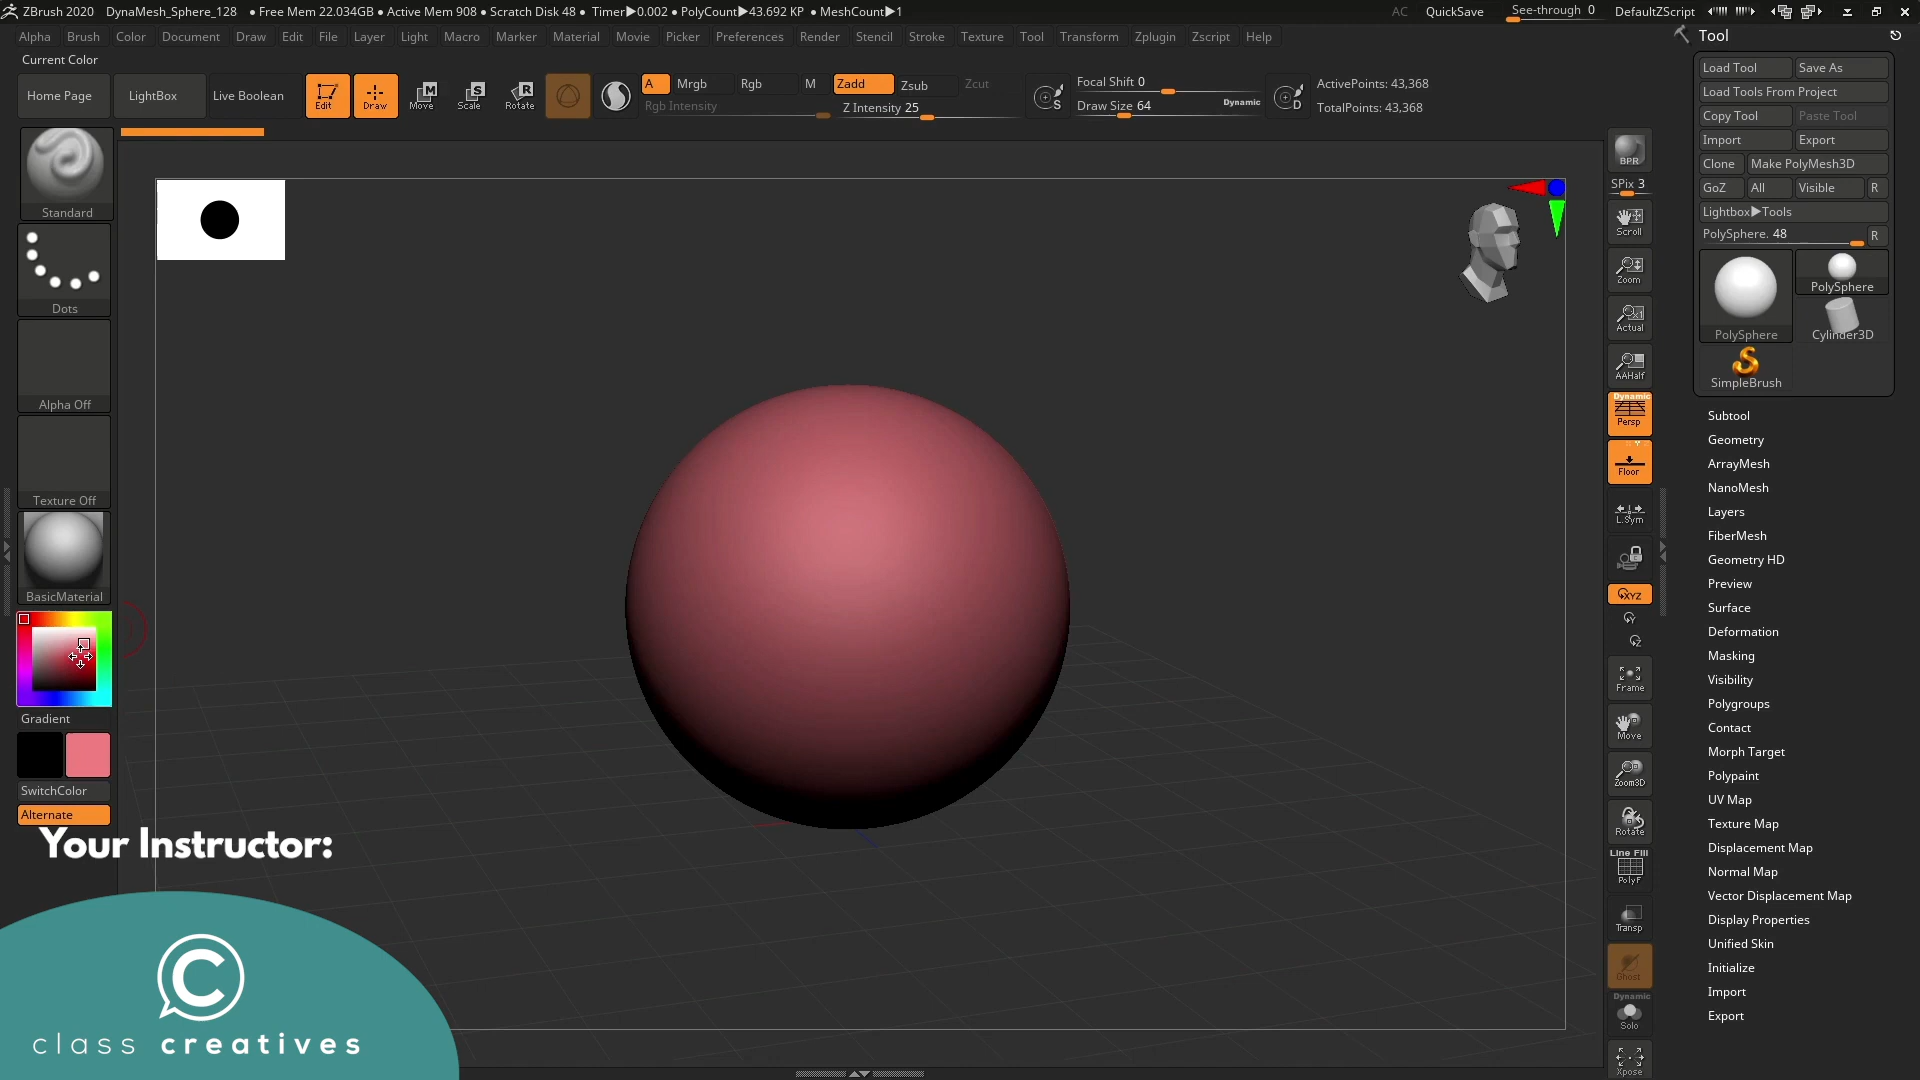 ZBrush 2020 DynaMesh_Sphere_128 • Free Mem 22.034GB • Active Mem 908 • Scratch Disk 48 • Timer▶0.002 • PolyCount▶43.692 KP • MeshCount▶1 AC QuickSave See-through 0 DefaultZScript
Alpha Brush Color Document Draw Edit File Layer Light Macro Marker Material Movie Picker Preferences Render Stencil Stroke Texture Tool Transform Zplugin Zscript Help
Current Color
Home Page LightBox Live Boolean Edit Draw Move Scale Rotate
A Mrgb Rgb M Zadd Zsub Zcut
Rgb Intensity Z Intensity 25
Focal Shift 0
Draw Size 64 Dynamic
ActivePoints: 43,368
TotalPoints: 43,368
Standard
Dots
Alpha Off
Texture Off
BasicMaterial
Gradient
SwitchColor
Alternate
Your Instructor:
C
class creatives
BPR
SPix 3
Scroll
Zoom
Actual
AAHalf
Dynamic
Persp
Floor
L.Sym
XYZ
Y
Z
Frame
Move
Zoom3D
Rotate
Line Fill
PolyF
Transp
Ghost
Dynamic
Solo
Xpose
Tool
Load Tool Save As
Load Tools From Project
Copy Tool Paste Tool
Import Export
Clone Make PolyMesh3D
GoZ All Visible R
Lightbox▶Tools
PolySphere. 48 R
PolySphere
PolySphere Cylinder3D
SimpleBrush
Subtool
Geometry
ArrayMesh
NanoMesh
Layers
FiberMesh
Geometry HD
Preview
Surface
Deformation
Masking
Visibility
Polygroups
Contact
Morph Target
Polypaint
UV Map
Texture Map
Displacement Map
Normal Map
Vector Displacement Map
Display Properties
Unified Skin
Initialize
Import
Export